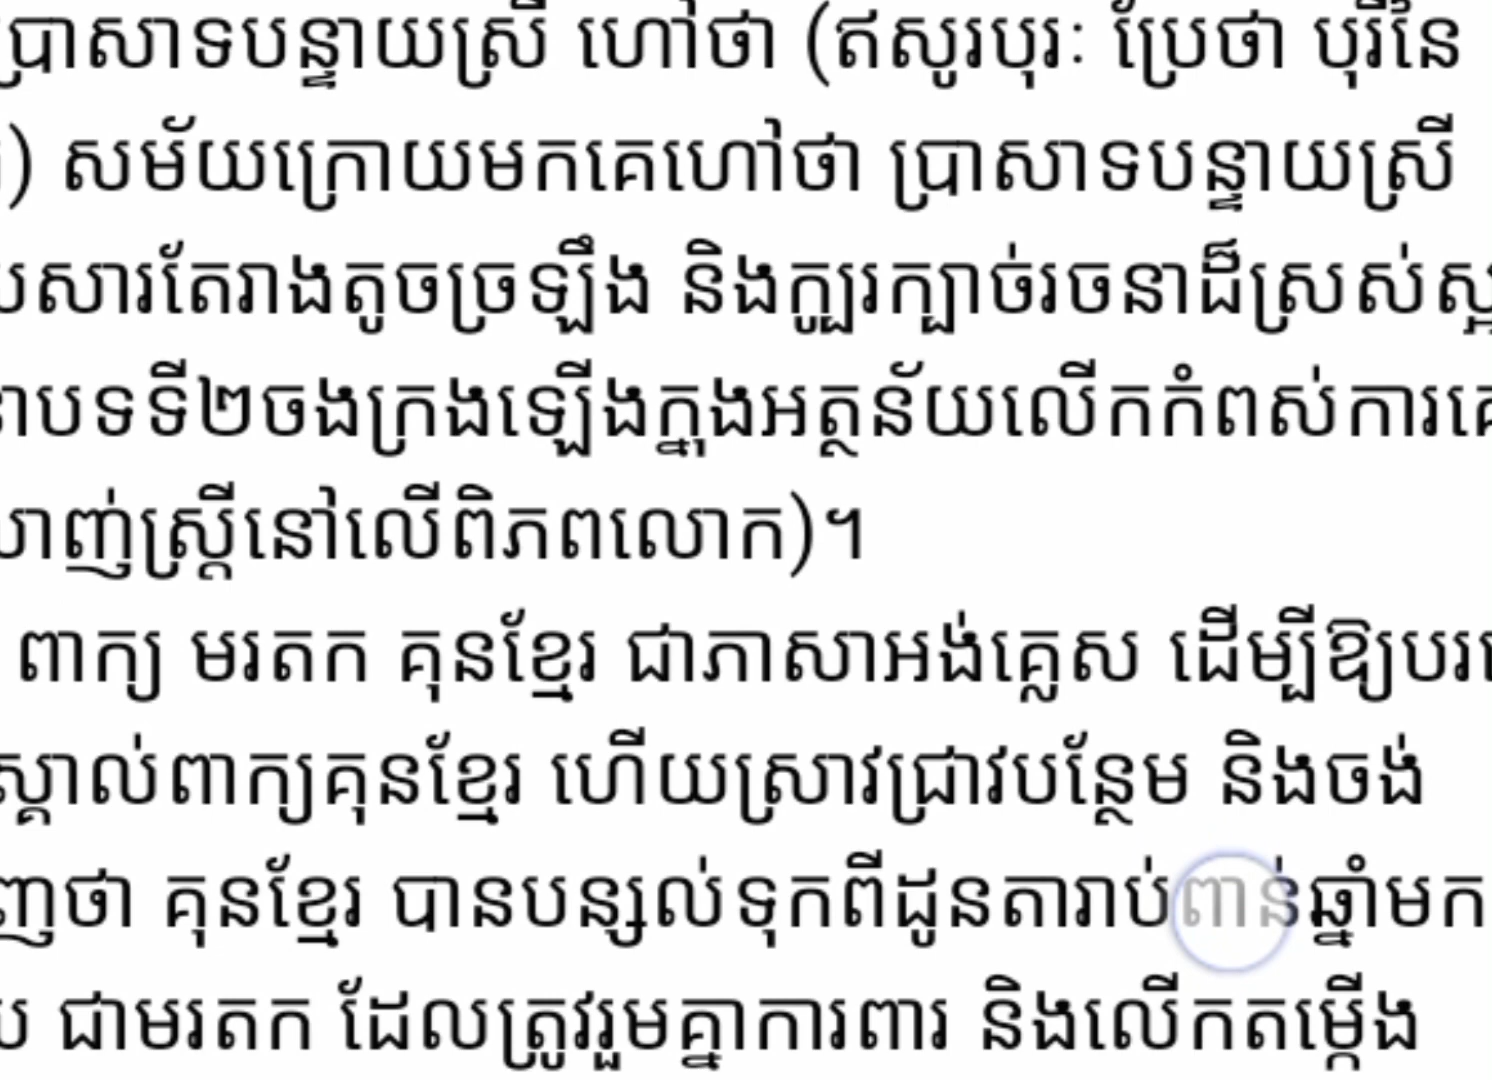 ប្រាសាទបន្ទាយស្រី ហៅថា (ឥសូរបុរៈ ប្រែថា បុរីនៃ
) សម័យក្រោយមកគេហៅថា ប្រាសាទបន្ទាយស្រី
សារតែរាងតូចច្រឡឹង និងក្បូរក្បាច់រចនាដ៏ស្រស់
បទទី២ចងក្រងឡើងក្នុងអត្ថន័យលើកកំពស់ការ
ស្ត្រីនៅលើពិភពលោក)។
ពាក្យ មរតក គុនខ្មែរ ជាភាសាអង់គ្លេស ដើម្បីឱ្យ
ស្គាល់ពាក្យគុនខ្មែរ ហើយស្រាវជ្រាវបន្ថែម និងចង់
ថា គុនខ្មែរ បានបន្សល់ទុកពីដូនតារាប់ពាន់ឆ្នាំមក
ជាមរតក ដែលត្រូវរួមគ្នាការពារ និងលើកតម្កើង